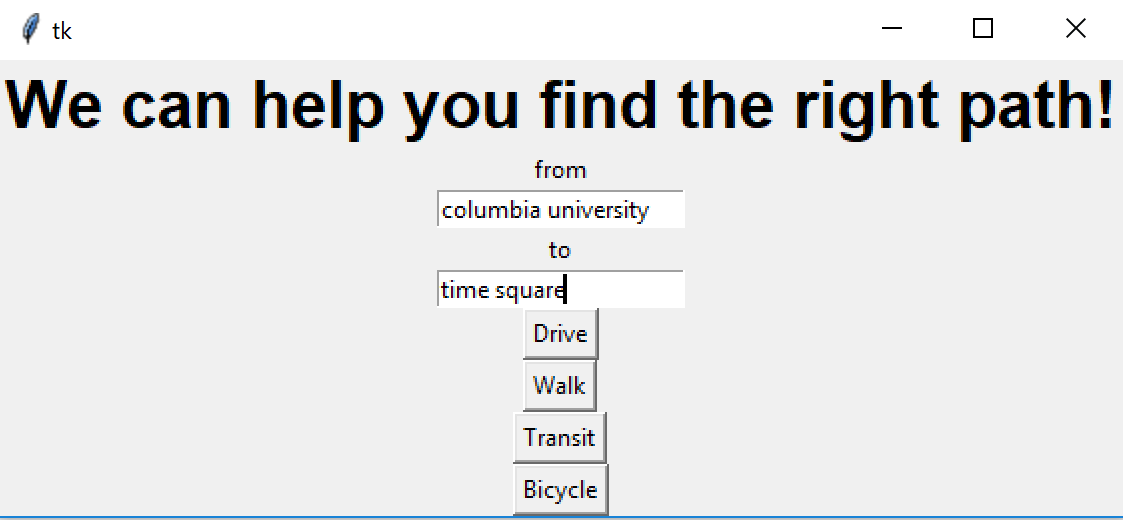 tk
We can help you find the right path!
from
columbia university
to
time square
Drive
Walk
Transit
Bicycle